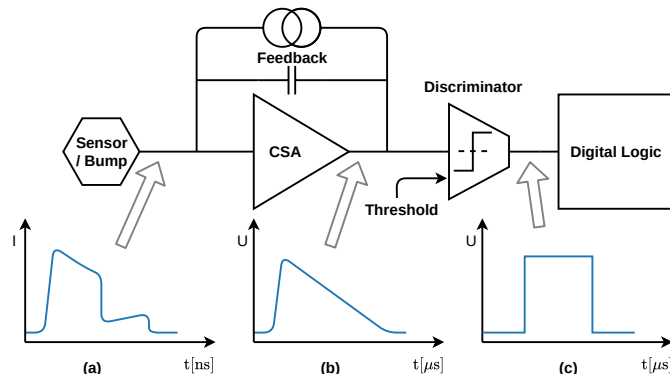 Feedback
Discriminator
Sensor
/ Bump
CSA
Digital Logic
Threshold
I
U
U
t[ns]
t[μs]
t[μs]
(a)
(b)
(c)